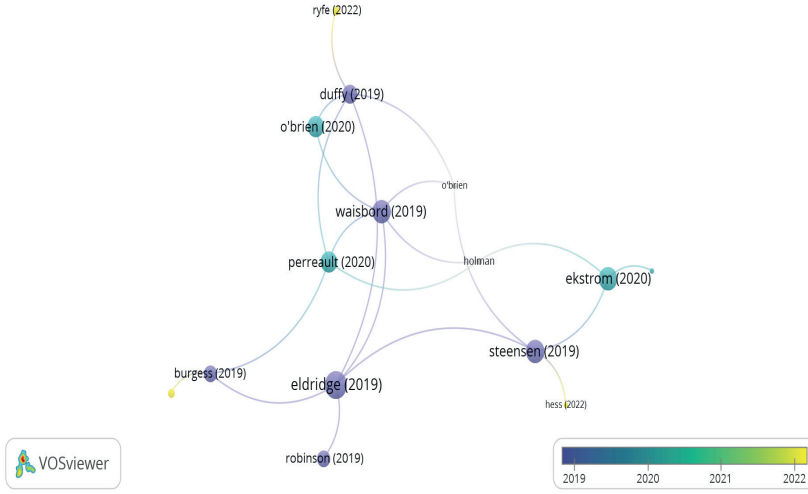 ryfe (2022)
duffy (2019)
o'brien (2020)
o'brien
waisbord (2019)
holman
perreault (2020)
ekstrom (2020)
steensen (2019)
burgess (2019)
eldridge (2019)
hess (2022)
robinson (2019)
VOSviewer
2019 2020 2021 2022